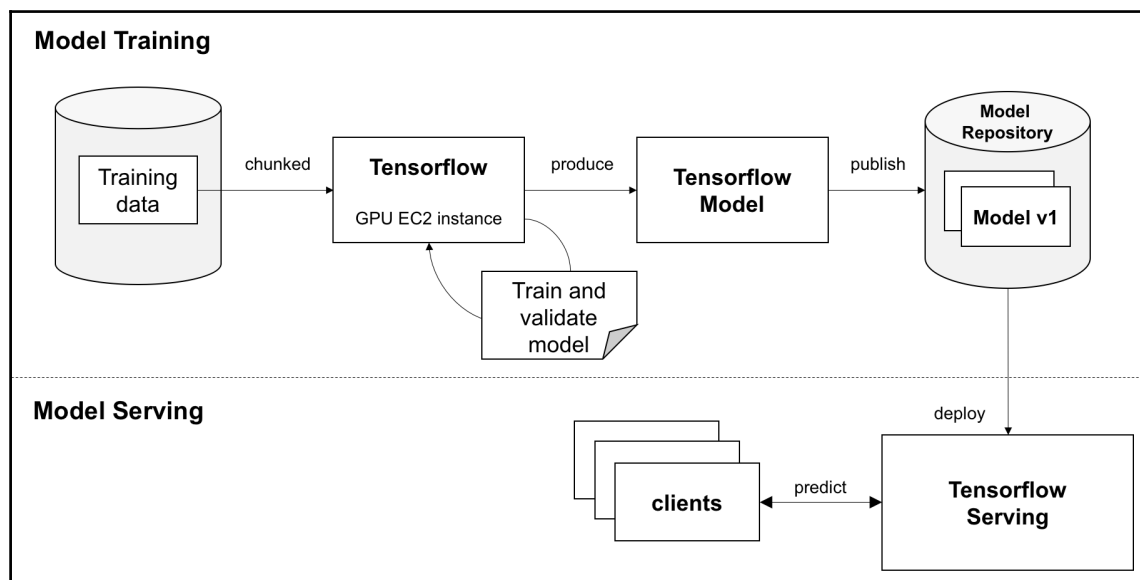 Model Training
Training
data
chunked
Tensorflow
GPU EC2 instance
produce
Tensorflow
Model
publish
Model
Repository
Model v1
Train and
validate
model
Model Serving
deploy
clients
predict
Tensorflow
Serving